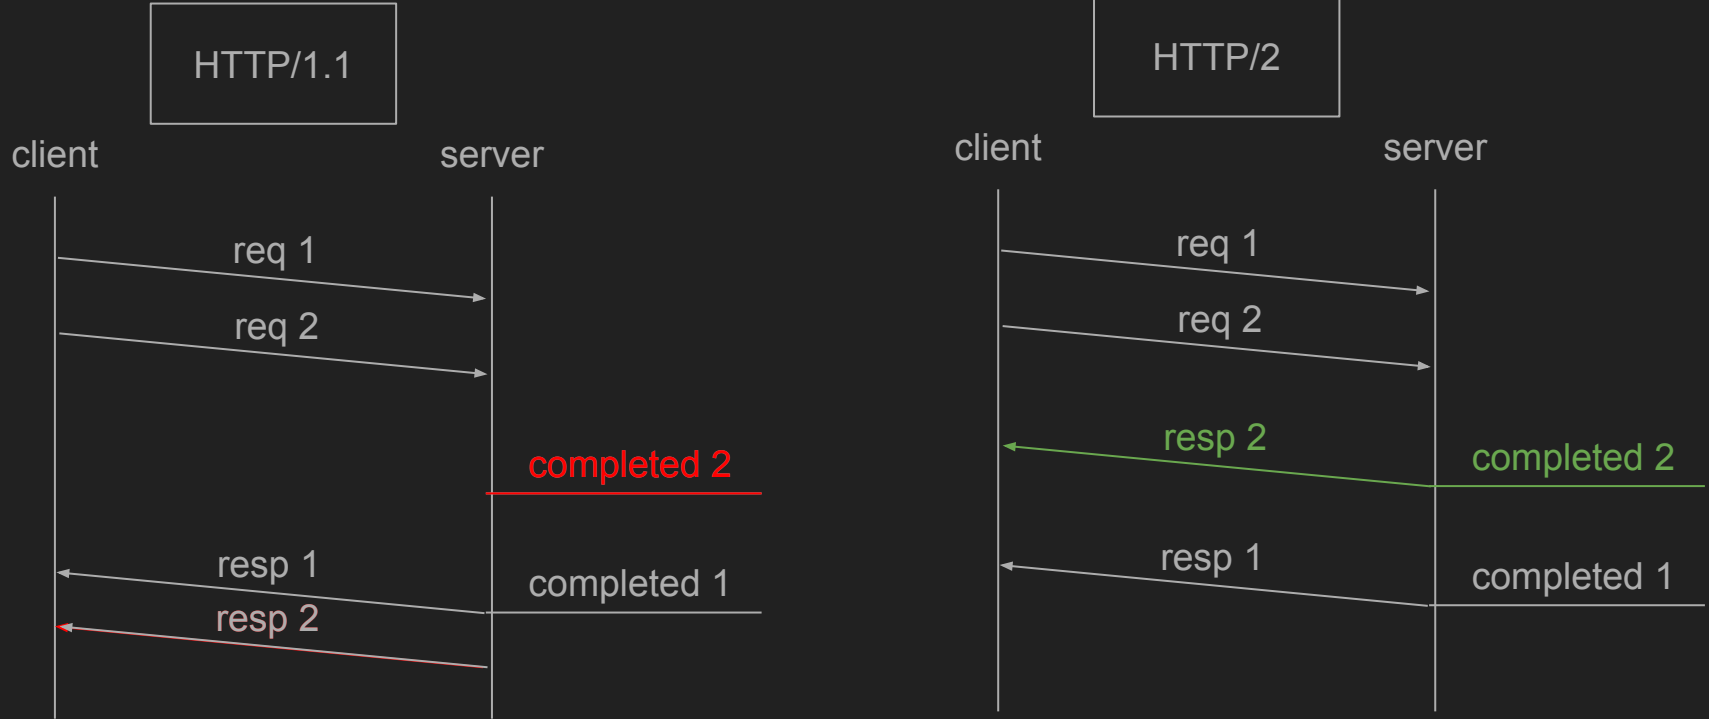 HTTP/1.1
client
server
req 1
req 2
completed 2
resp 1
completed 1
resp 2
HTTP/2
client
server
req 1
req 2
resp 2
completed 2
resp 1
completed 1